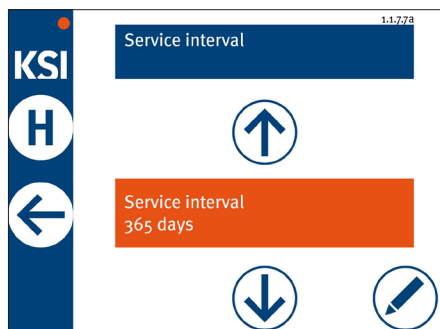 1.1.7.7a
KSI
Service interval
H
Service interval
365 days